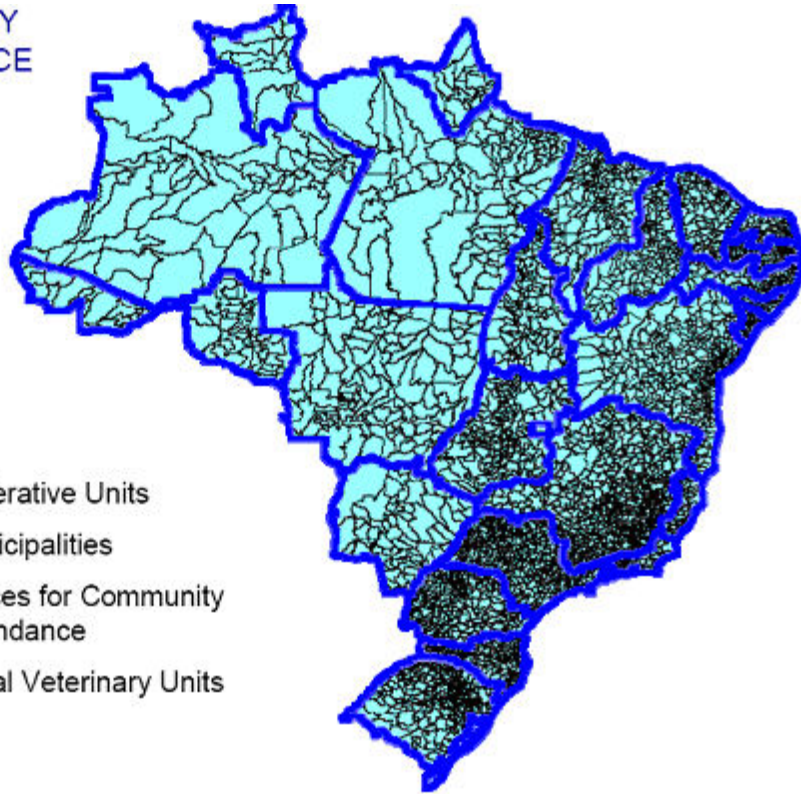 Y
CE
erative Units
icipalities
es for Community
ndance
al Veterinary Units